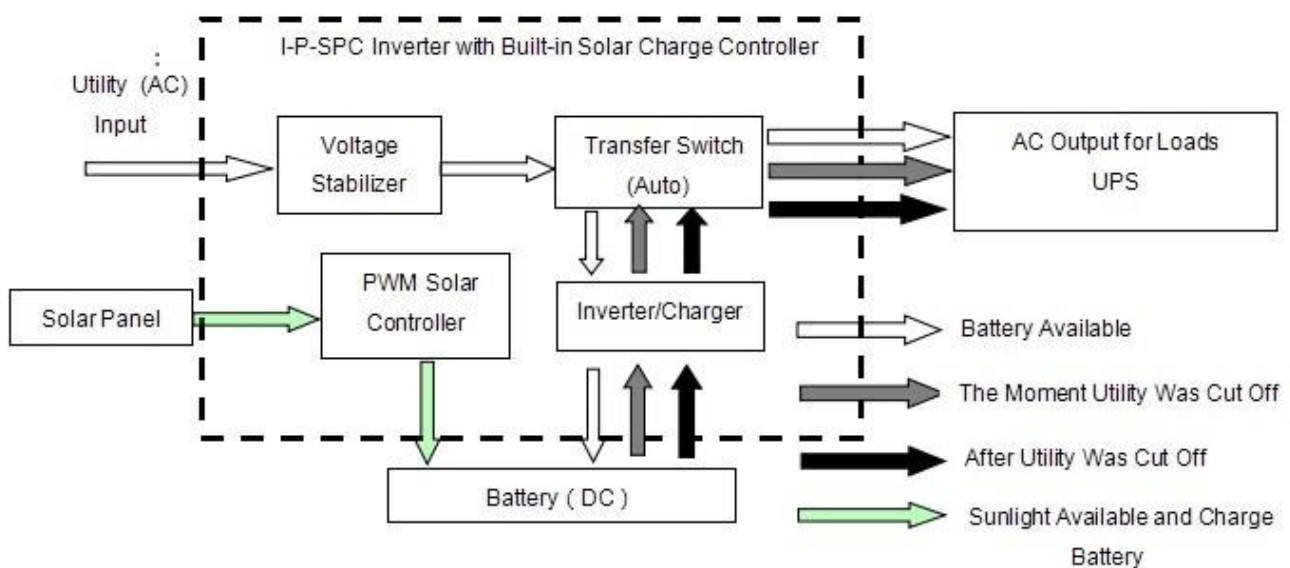 I-P-SPC Inverter with Built-in Solar Charge Controller
:
Utility (AC)
Input
Voltage
Stabilizer
Transfer Switch
(Auto)
AC Output for Loads
UPS
Solar Panel
PWM Solar
Controller
Inverter/Charger
Battery ( DC )
Battery Available
The Moment Utility Was Cut Off
After Utility Was Cut Off
Sunlight Available and Charge
Battery